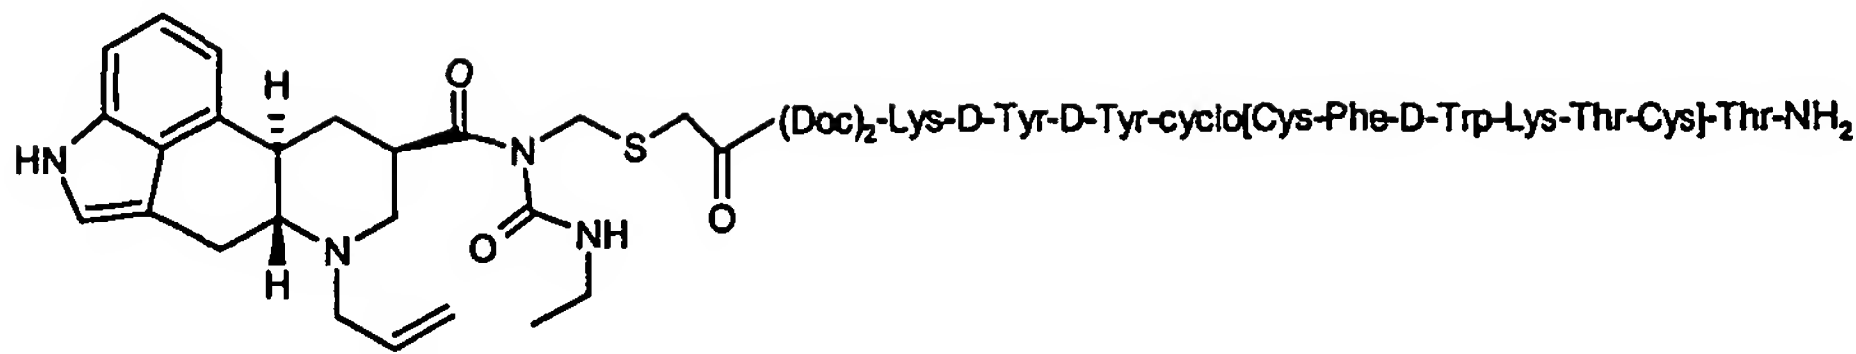 O
H
(Doc)₂-Lys-D-Tyr-D-Tyr-cyclo[Cys-Phe-D-Trp-Lys-Thr-Cys]-Thr-NH₂
HN
N
S
O
N
O
NH
H